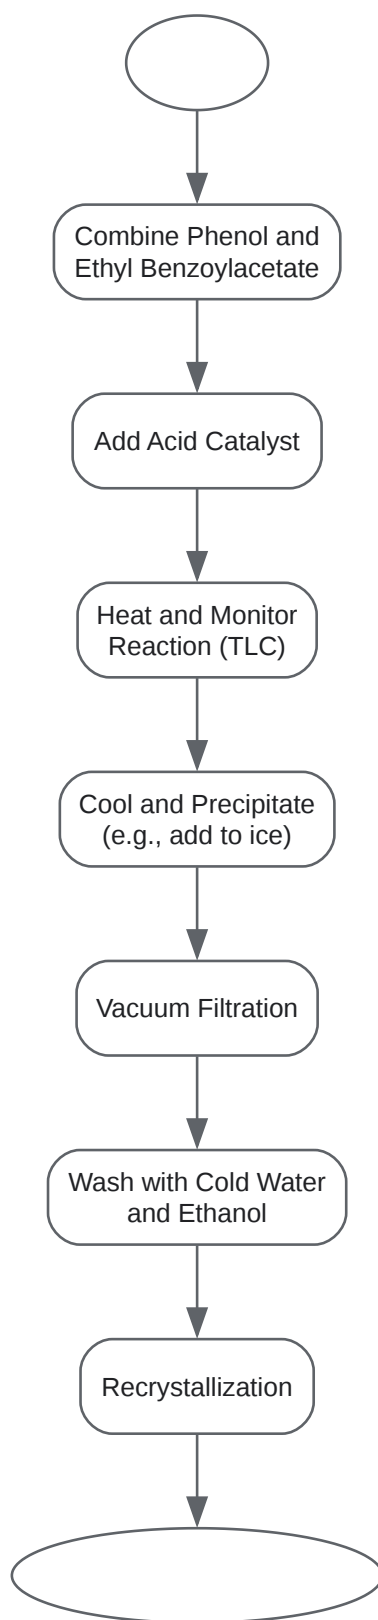 Combine Phenol and
Ethyl Benzoylacetate
Add Acid Catalyst
Heat and Monitor
Reaction (TLC)
Cool and Precipitate
(e.g., add to ice)
Vacuum Filtration
Wash with Cold Water
and Ethanol
Recrystallization